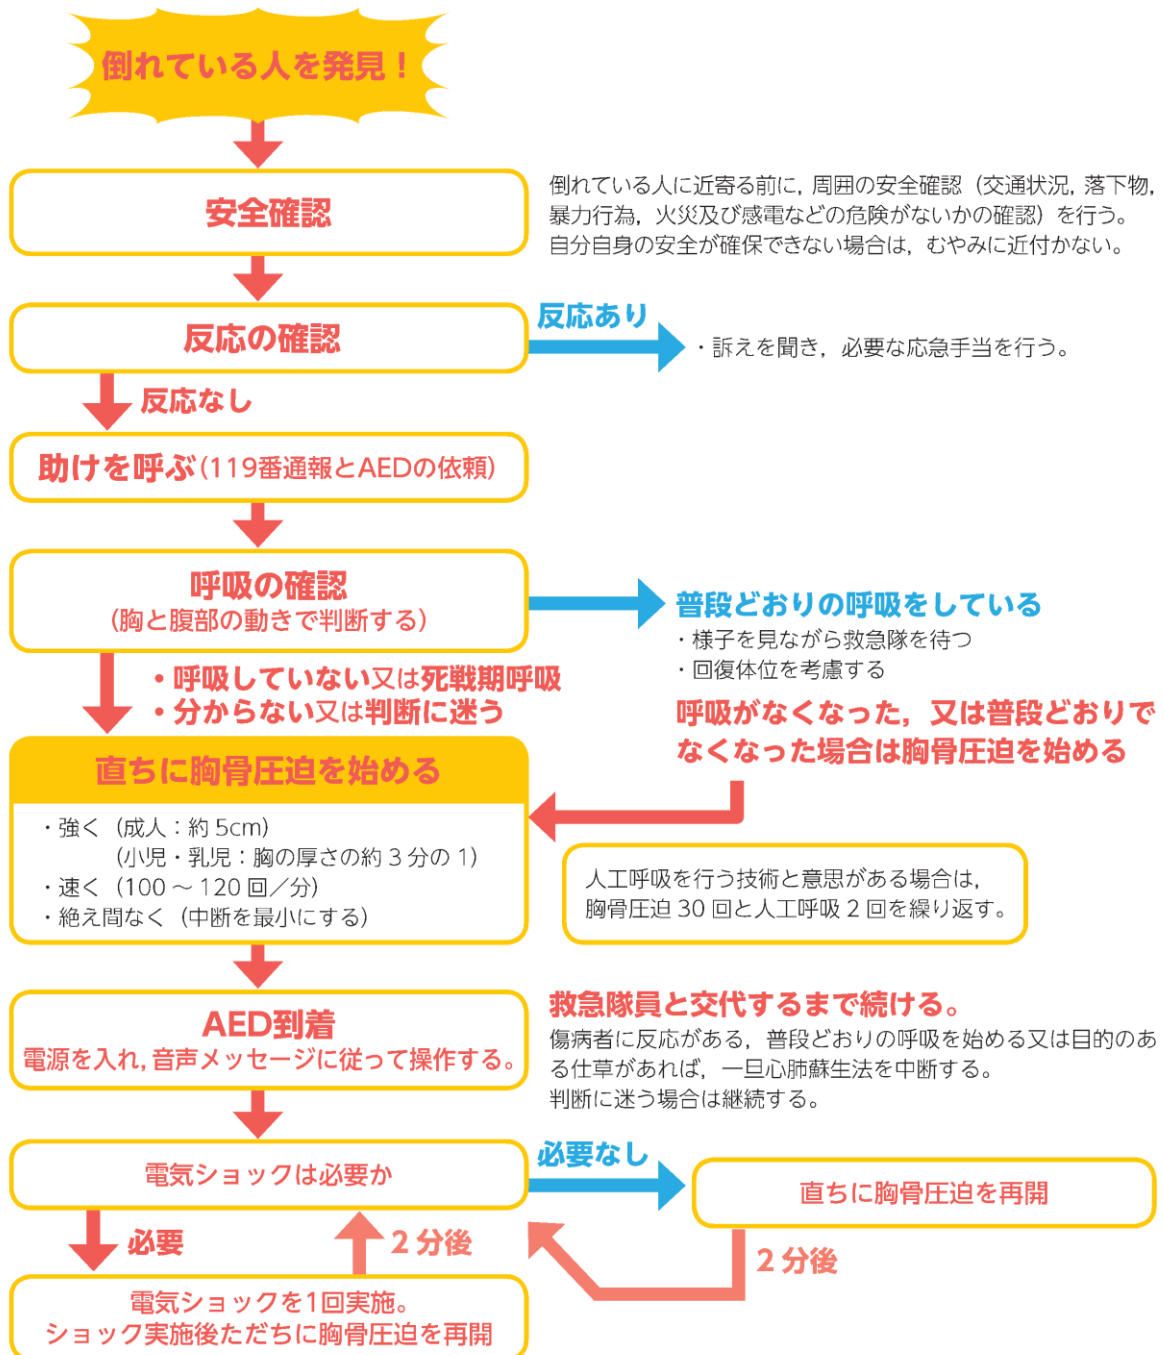 倒れている人を発見！
安全確認
倒れている人に近寄る前に，周囲の安全確認（交通状況，落下物，
暴力行為，火災及び感電などの危険がないかの確認）を行う。
自分自身の安全が確保できない場合は，むやみに近付かない。
反応の確認
反応あり
・訴えを聞き，必要な応急手当を行う。
反応なし
助けを呼ぶ（119番通報とAEDの依頼）
呼吸の確認
（胸と腹部の動きで判断する）
普段どおりの呼吸をしている
・様子を見ながら救急隊を待つ
・回復体位を考慮する
・呼吸していない又は死戦期呼吸
・分からない又は判断に迷う
呼吸がなくなった，又は普段どおりで
なくなった場合は胸骨圧迫を始める
直ちに胸骨圧迫を始める
・強く（成人：約5cm）
（小児・乳児：胸の厚さの約3分の1）
・速く（100～120回／分）
・絶え間なく（中断を最小にする）
人工呼吸を行う技術と意思がある場合は，
胸骨圧迫30回と人工呼吸2回を繰り返す。
AED到着
電源を入れ，音声メッセージに従って操作する。
救急隊員と交代するまで続ける。
傷病者に反応がある，普段どおりの呼吸を始める又は目的のあ
る仕草があれば，一旦心肺蘇生法を中断する。
判断に迷う場合は継続する。
電気ショックは必要か
必要なし
直ちに胸骨圧迫を再開
必要
2分後
2分後
電気ショックを1回実施。
ショック実施後ただちに胸骨圧迫を再開